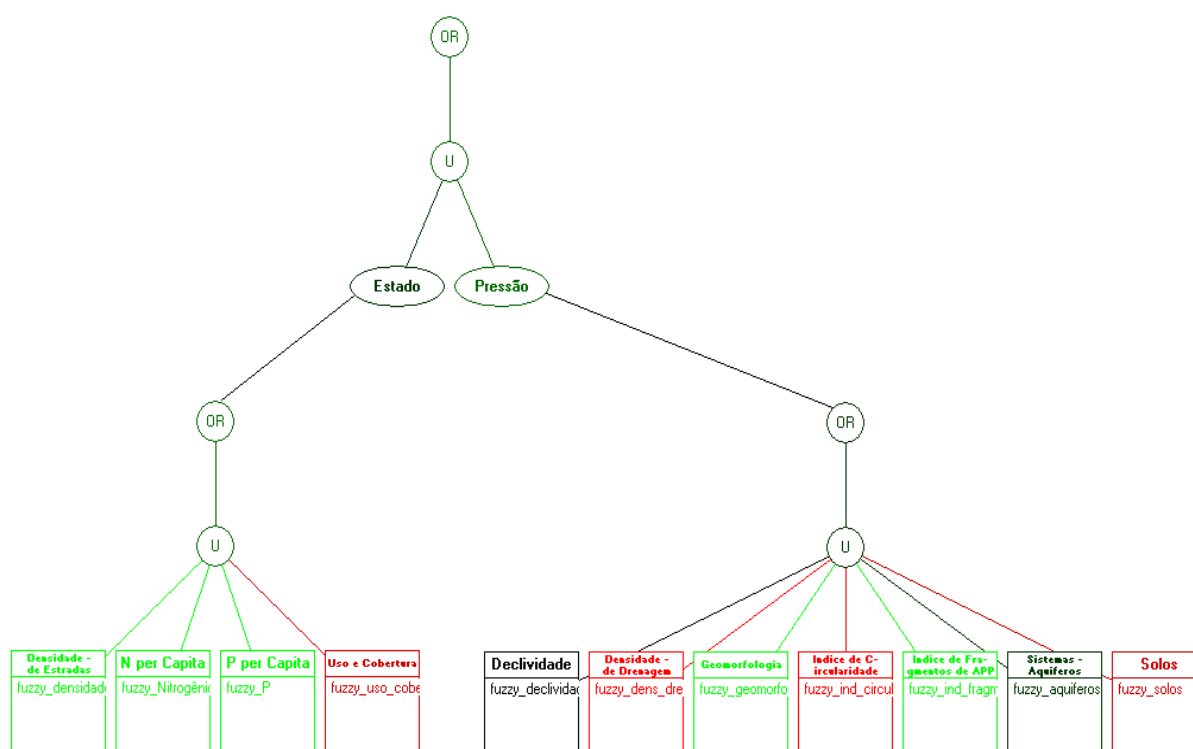 OR
U
Estado
Pressão
OR
OR
U
U
Densidade -
de Estradas
fuzzy_densidad
N per Capita
fuzzy_Nitrogêni
P per Capita
fuzzy_P
Uso e Cobertura
fuzzy_uso_cobe
Declividade
fuzzy_declividad
Densidade -
de Drenagem
fuzzy_dens_dre
Geomorfologia
fuzzy_geomorfo
Indice de C-
ircularidade
fuzzy_ind_circul
Indice de Fra-
gmentos de APP
fuzzy_ind_fragm
Sistemas -
Aquíferos
fuzzy_aquiferos
Solos
fuzzy_solos